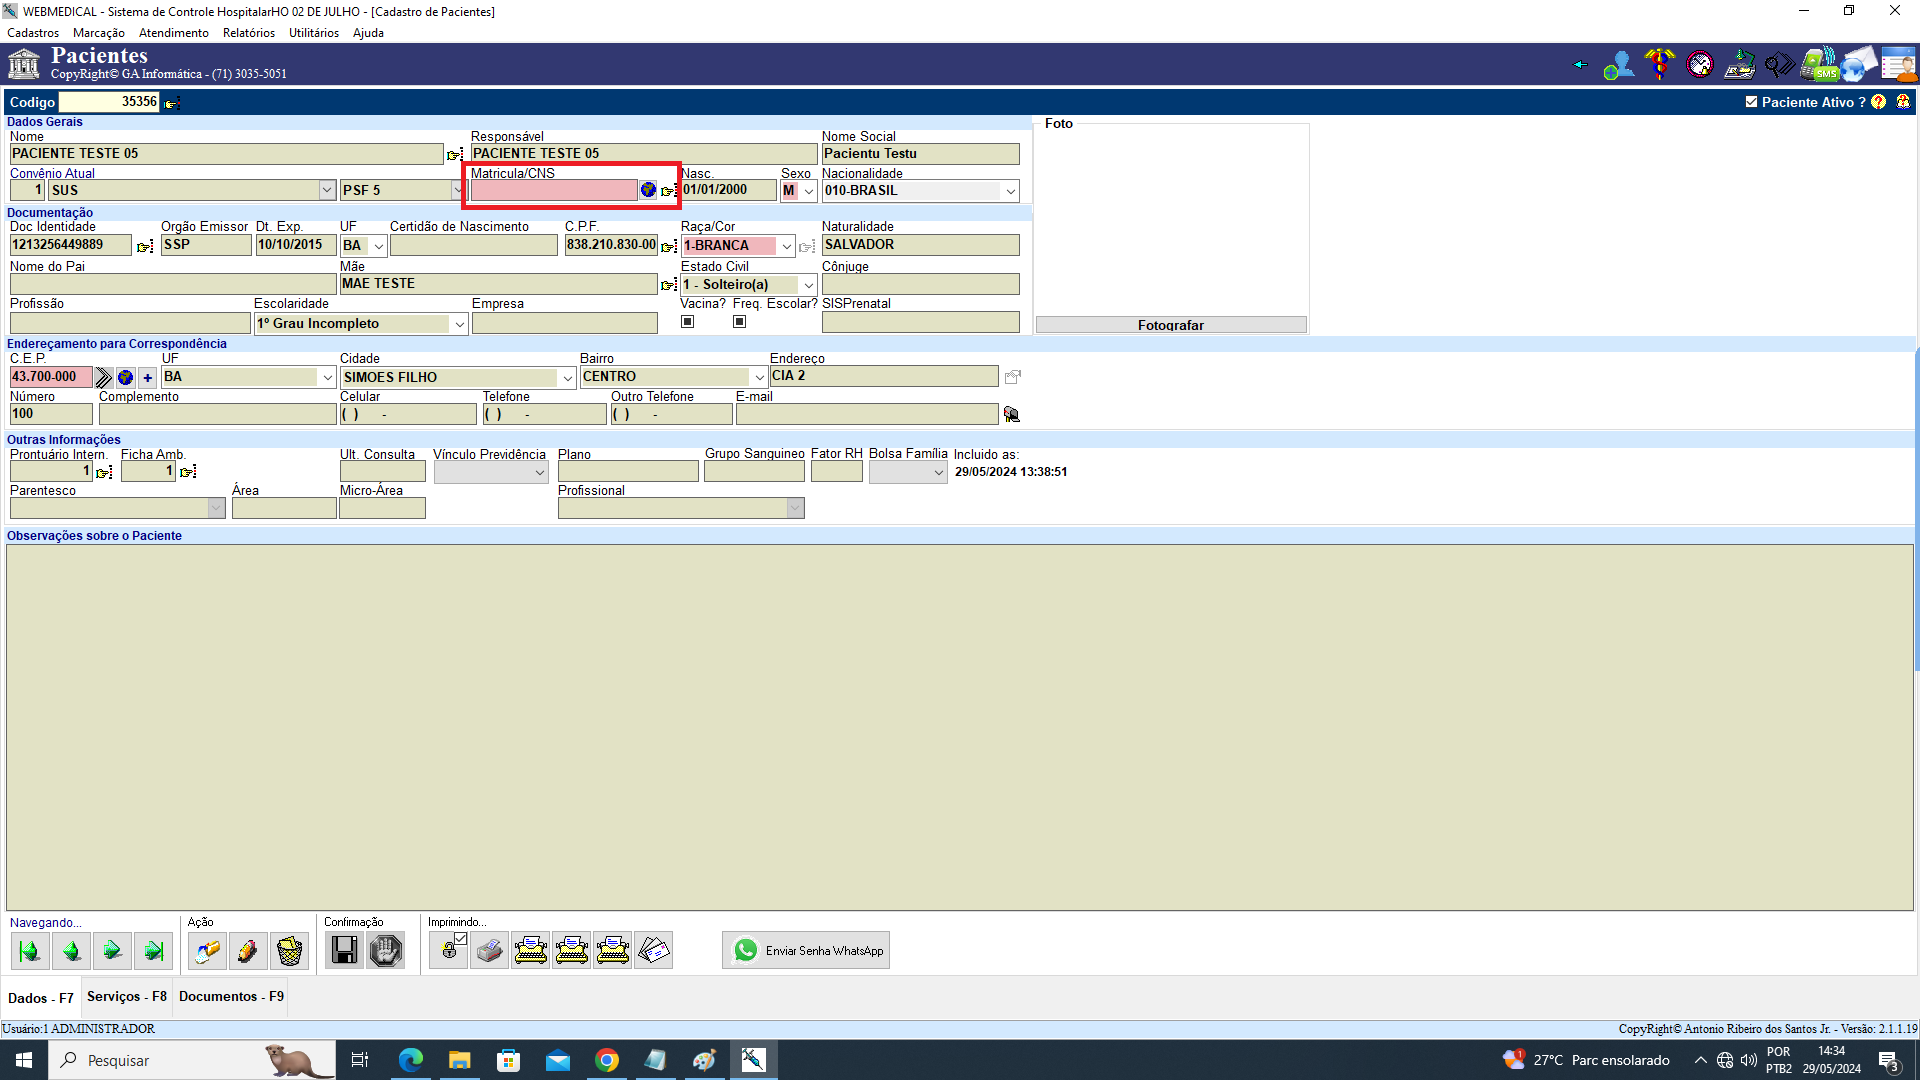 WEBMEDICAL - Sistema de Controle HospitalarHO 02 DE JULHO - [Cadastro de Pacientes]
Cadastros Marcação Atendimento Relatórios Utilitários Ajuda
Pacientes
CopyRight© GA Informática - (71) 3035-5051
SMS
Codigo 35356 Paciente Ativo ?
Dados Gerais
Foto
Nome Responsável Nome Social
PACIENTE TESTE 05 PACIENTE TESTE 05 Pacientu Testu
Convênio Atual Matricula/CNS Nasc. Sexo Nacionalidade
1 SUS PSF 5 01/01/2000 M 010-BRASIL
Documentação
Doc Identidade Orgão Emissor Dt. Exp. UF Certidão de Nascimento C.P.F. Raça/Cor Naturalidade
1213256449889 SSP 10/10/2015 BA 838.210.830-00 1-BRANCA SALVADOR
Nome do Pai Mãe Estado Civil Cônjuge
MAE TESTE 1 - Solteiro(a)
Profissão Escolaridade Empresa Vacina? Freq. Escolar? SISPrenatal
1º Grau Incompleto
Fotografar
Endereçamento para Correspondência
C.E.P. UF Cidade Bairro Endereço
43.700-000 + BA SIMOES FILHO CENTRO CIA 2
Número Complemento Celular Telefone Outro Telefone E-mail
100 ( ) - ( ) - ( ) -
Outras Informações
Prontuário Intern. Ficha Amb. Ult. Consulta Vínculo Previdência Plano Grupo Sanguineo Fator RH Bolsa Família Incluido as:
1 1 29/05/2024 13:38:51
Parentesco Área Micro-Área Profissional
Observações sobre o Paciente
Navegando... Ação Confirmação Imprimindo...
Enviar Senha WhatsApp
Dados - F7 Serviços - F8 Documentos - F9
Usuário:1 ADMINISTRADOR CopyRight© Antonio Ribeiro dos Santos Jr. - Versão: 2.1.1.19
Pesquisar 1 27°C Parc ensolarado POR 14:34
PTB2 29/05/2024 3